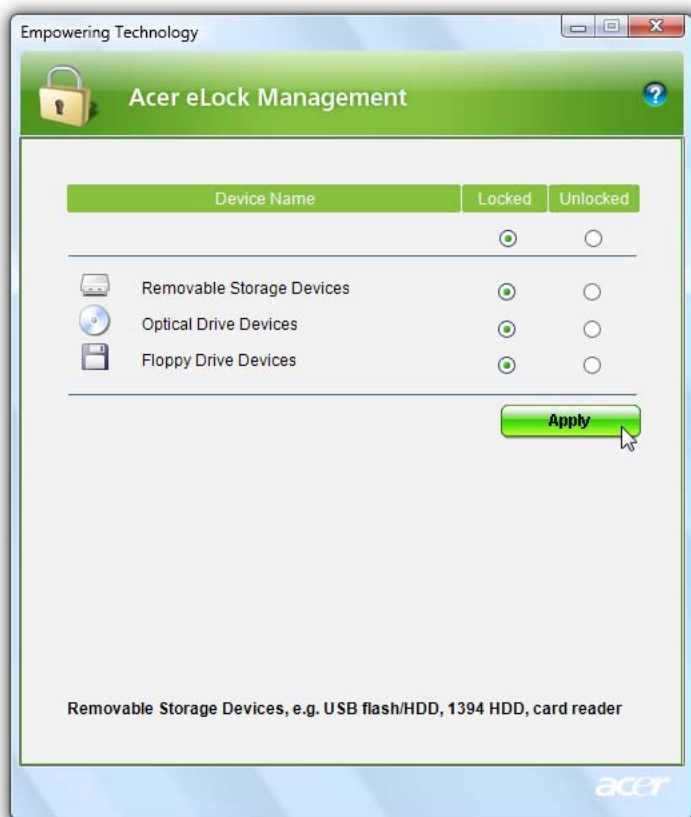 Empowering Technology
Acer eLock Management
?
Device Name Locked Unlocked
Removable Storage Devices
Optical Drive Devices
Floppy Drive Devices
Apply
Removable Storage Devices, e.g. USB flash/HDD, 1394 HDD, card reader
acer